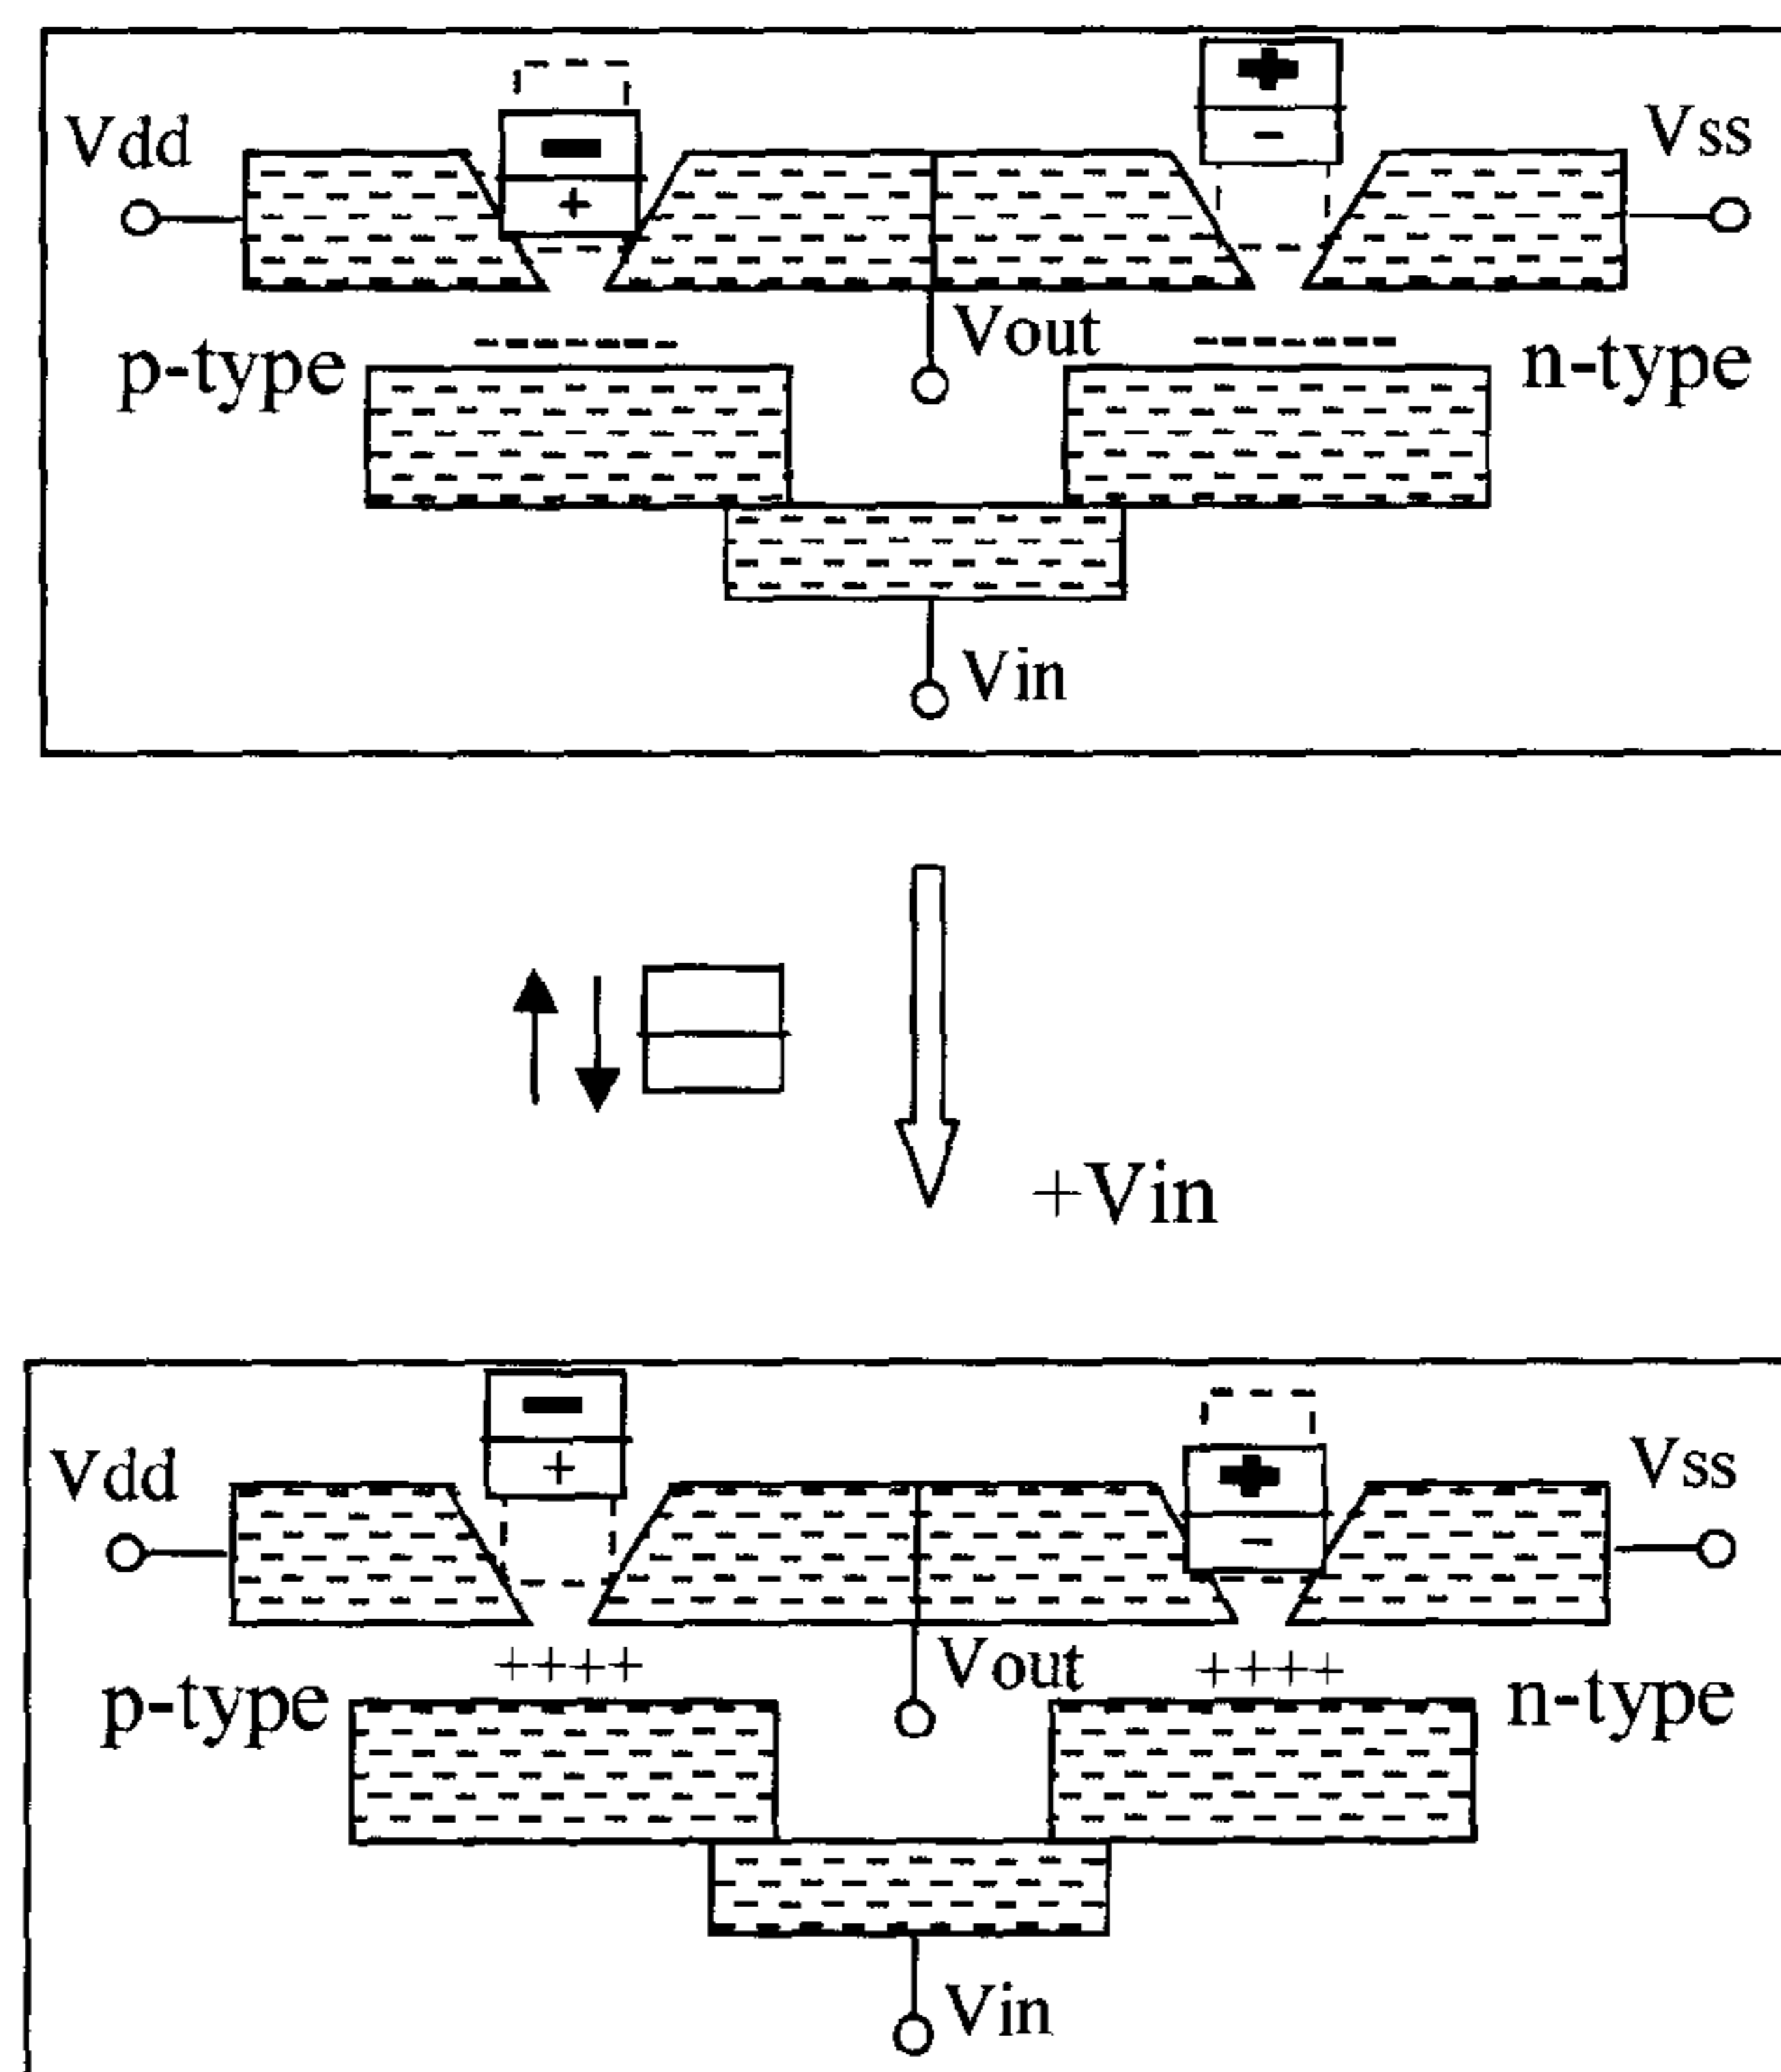 Vdd
−
+
+
-
Vss
p-type
Vout
n-type
Vin
+Vin
Vdd
−
+
+
-
Vss
++++
++++
p-type
Vout
n-type
Vin